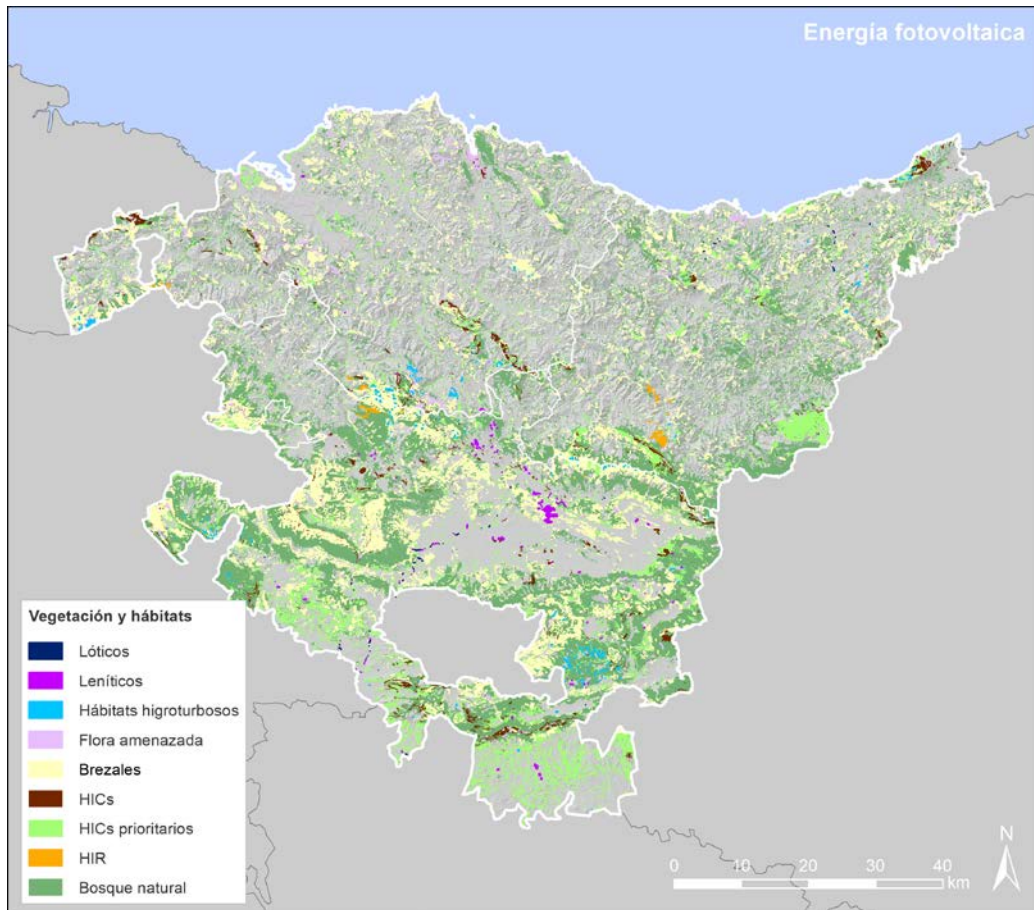 Energía fotovoltaica
Vegetación y hábitats
Lóticos
Leníticos
Hábitats higroturbosos
Flora amenazada
Brezales
HICs
HICs prioritarios
HIR
Bosque natural
N
0 10 20 30 40
km